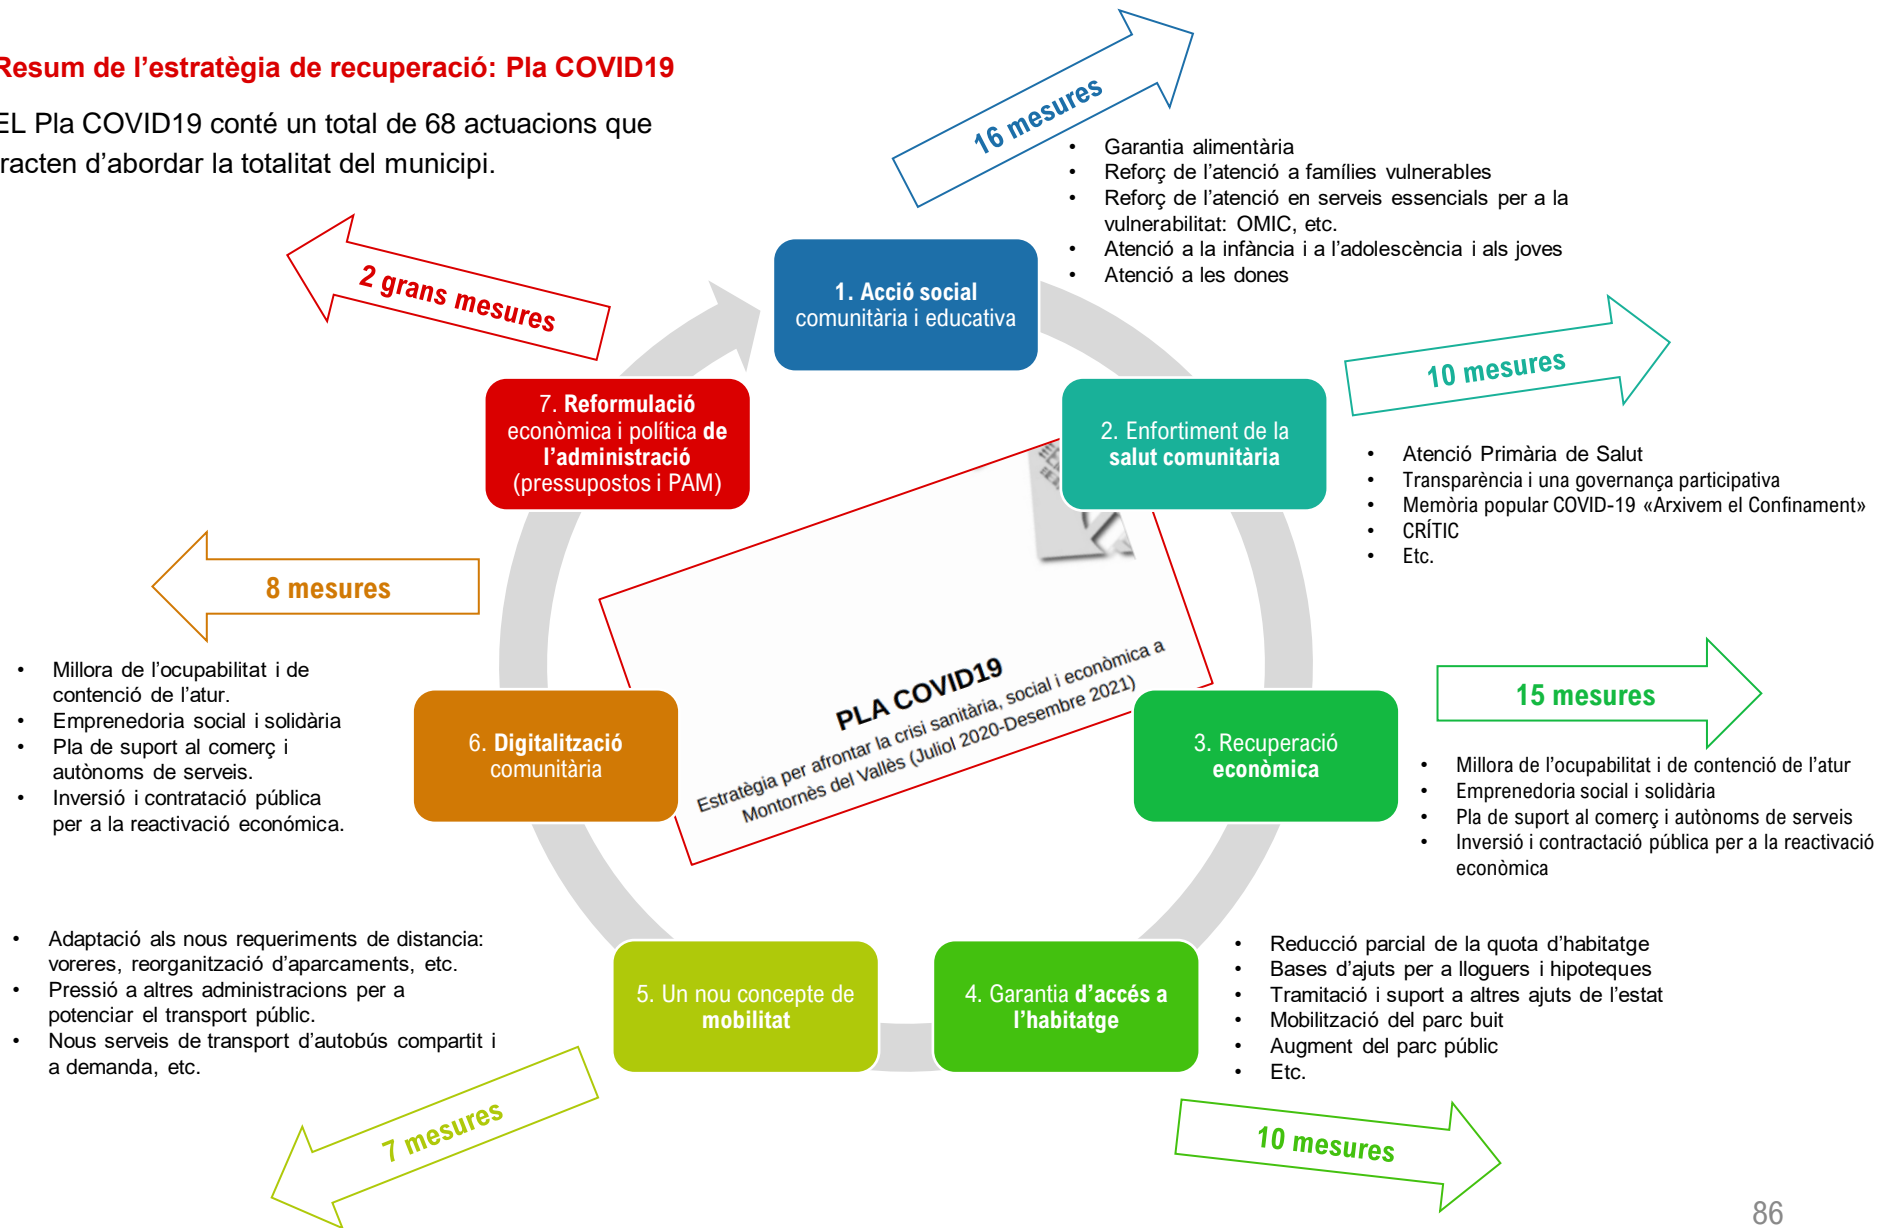 Resum de l’estratègia de recuperació: Pla COVID19
EL Pla COVID19 conté un total de 68 actuacions que
tracten d’abordar la totalitat del municipi.
16 mesures
• Garantia alimentària
• Reforç de l’atenció a famílies vulnerables
• Reforç de l’atenció en serveis essencials per a la
vulnerabilitat: OMIC, etc.
• Atenció a la infància i a l’adolescència i als joves
• Atenció a les dones
2 grans mesures
1. Acció social
comunitària i educativa
10 mesures
7. Reformulació
econòmica i política de
l’administració
(pressupostos i PAM)
2. Enfortiment de la
salut comunitària
• Atenció Primària de Salut
• Transparència i una governança participativa
• Memòria popular COVID-19 «Arxivem el Confinament»
• CRÍTIC
• Etc.
8 mesures
• Millora de l’ocupabilitat i de
contenció de l’atur.
• Emprenedoria social i solidària
• Pla de suport al comerç i
autònoms de serveis.
• Inversió i contratació pública
per a la reactivació económica.
6. Digitalització
comunitària
PLA COVID19
Estratègia per afrontar la crisi sanitària, social i econòmica a
Montornès del Vallès (Juliol 2020-Desembre 2021)
3. Recuperació
econòmica
15 mesures
• Millora de l’ocupabilitat i de contenció de l’atur
• Emprenedoria social i solidària
• Pla de suport al comerç i autònoms de serveis
• Inversió i contractació pública per a la reactivació
econòmica
• Adaptació als nous requeriments de distancia:
voreres, reorganització d’aparcaments, etc.
• Pressió a altres administracions per a
potenciar el transport públic.
• Nous serveis de transport d’autobús compartit i
a demanda, etc.
5. Un nou concepte de
mobilitat
4. Garantia d’accés a
l’habitatge
• Reducció parcial de la quota d’habitatge
• Bases d’ajuts per a lloguers i hipoteques
• Tramitació i suport a altres ajuts de l’estat
• Mobilització del parc buit
• Augment del parc públic
• Etc.
7 mesures
10 mesures
86